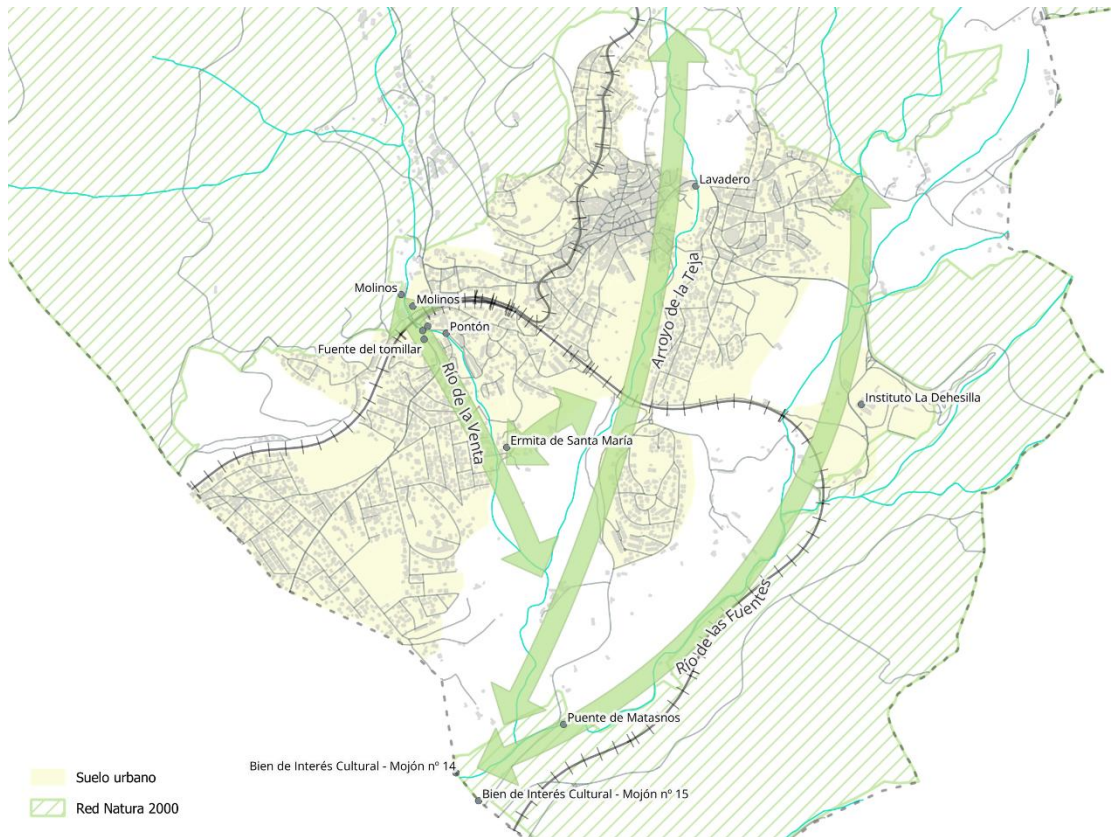 Lavadero
Arroyo de la Teja
Molinos
Molinos
Pontón
Fuente del tomillar
Río de la Venta
Instituto La Dehesilla
Ermita de Santa María
Río de las Fuentes
Puente de Matasnos
Bien de Interés Cultural - Mojón nº 14
Bien de Interés Cultural - Mojón nº 15
Suelo urbano
Red Natura 2000